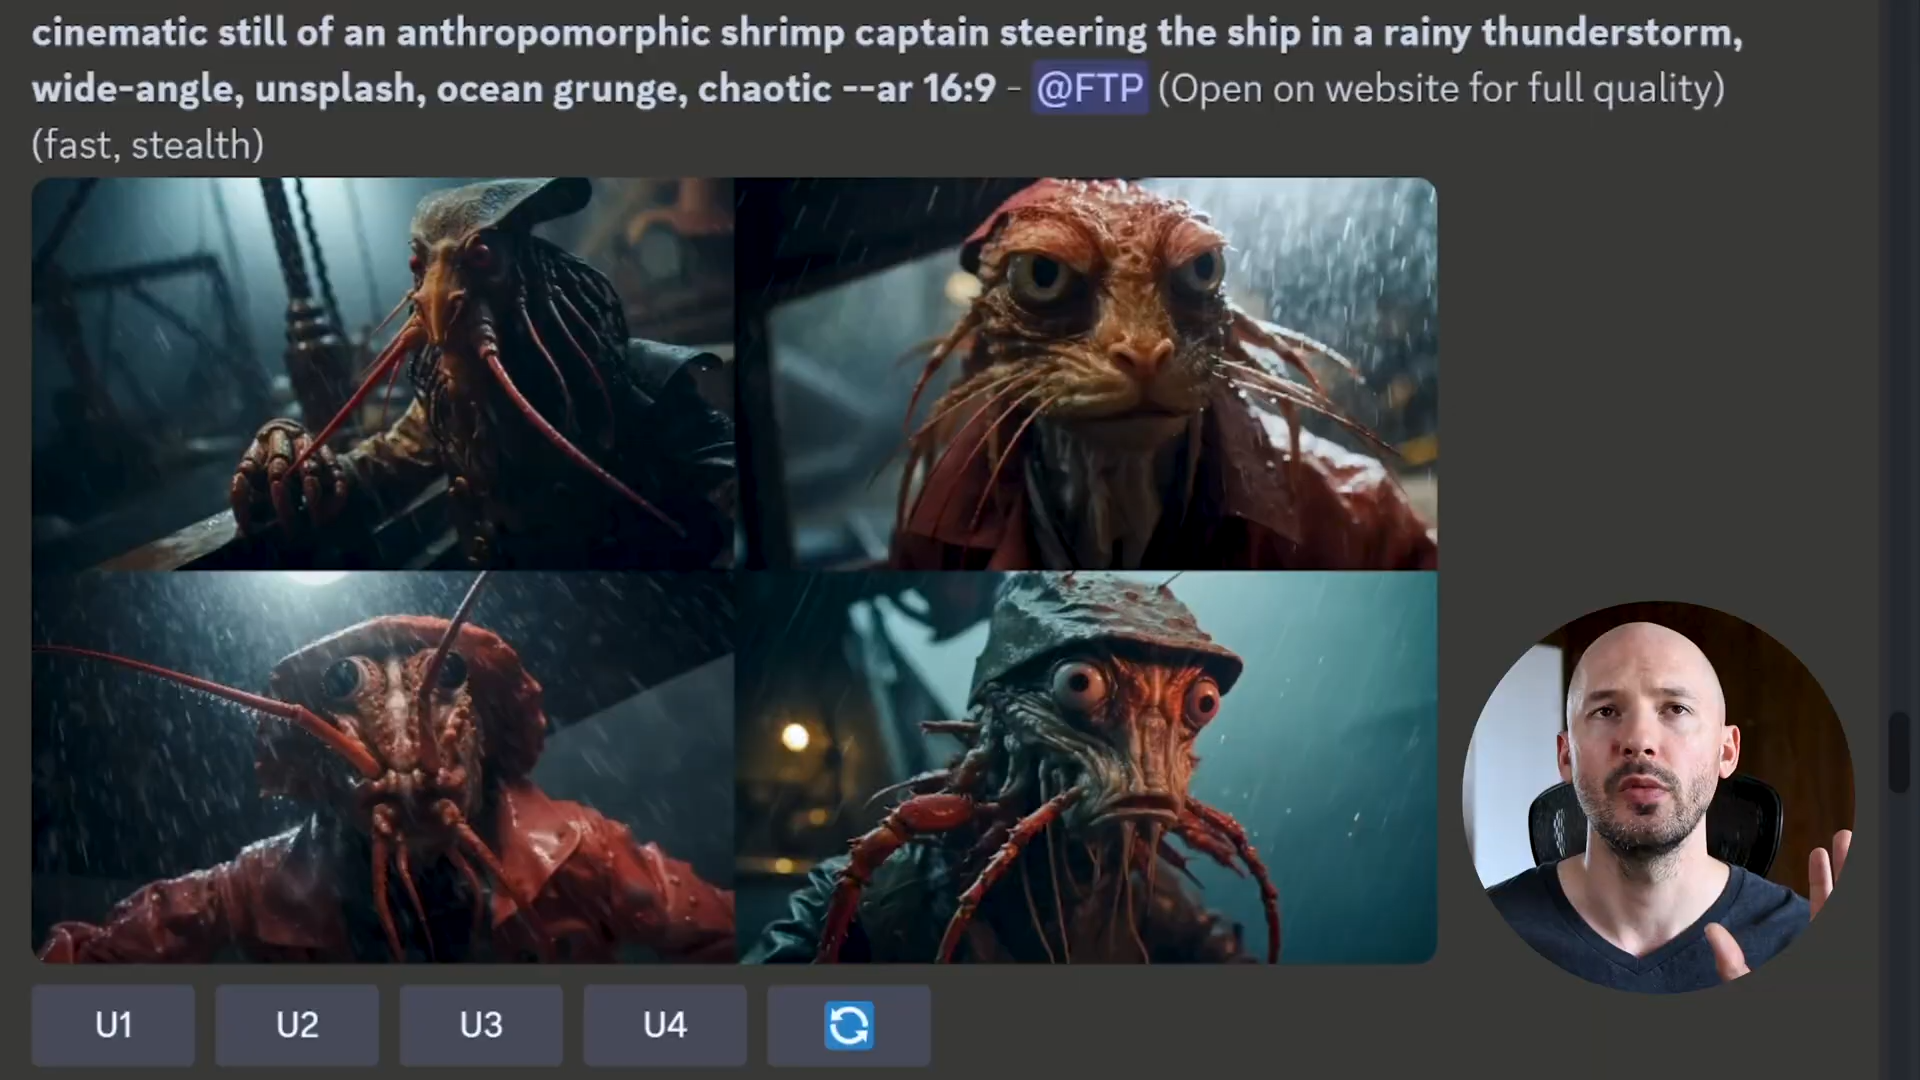 cinematic still of an anthropomorphic shrimp captain steering the ship in a rainy thunderstorm,
wide-angle, unsplash, ocean grunge, chaotic --ar 16:9 - @FTP (Open on website for full quality)
(fast, stealth)
U1 U2 U3 U4